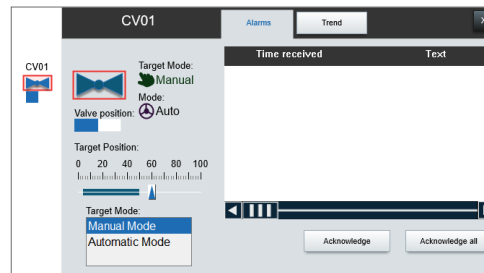 CV01
Alarms
Trend
Time received Text
CV01
Target Mode:
Manual
Mode:
Auto
Valve position:
Target Position:
0 20 40 60 80 100
Target Mode:
Manual Mode
Automatic Mode
Acknowledge
Acknowledge all